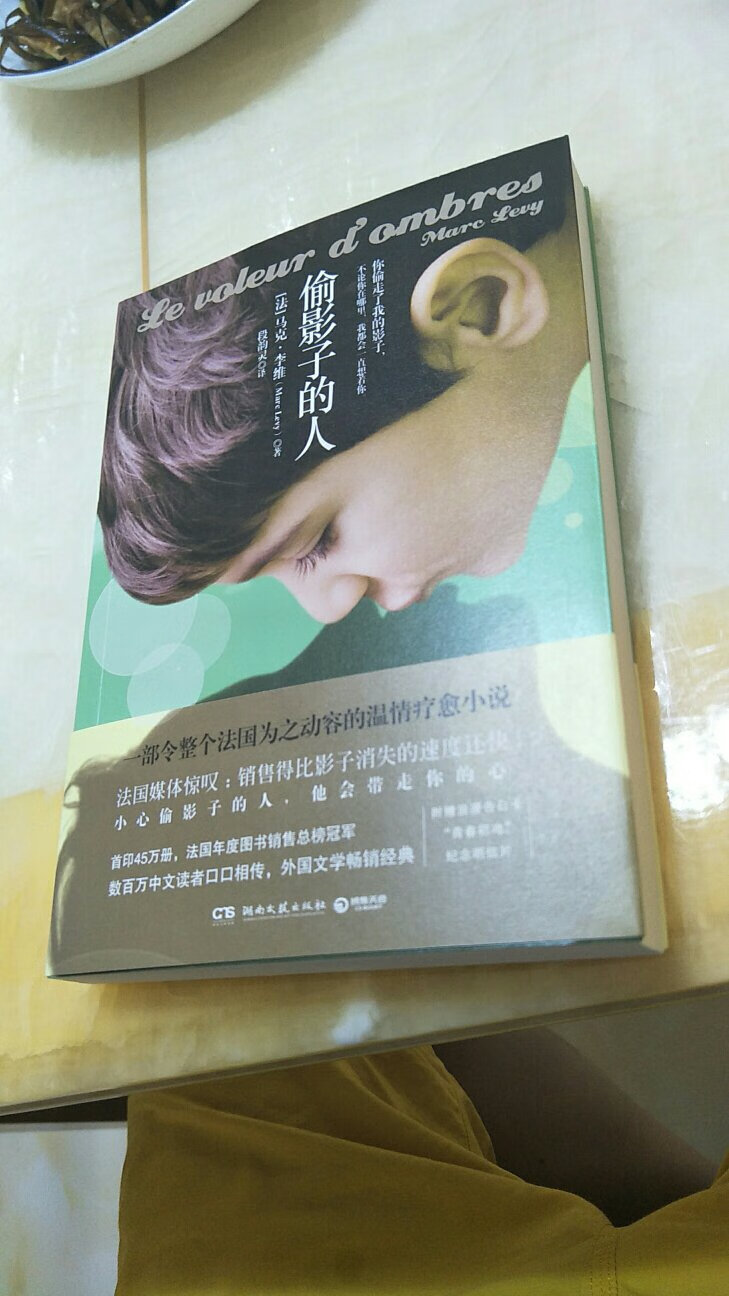 Le voleur d'ombres
Marc Levy
你偷走了我的影子,
不论你在哪里, 我都会一直想着你
偷影子的人
[法]马克·李维(Marc Levy)◎著
段韵灵◎译
一部令整个法国为之动容的温情疗愈小说
法国媒体惊叹:销售得比影子消失的速度还快
小心偷影子的人,他会带走你的心
首印45万册,法国年度图书销售总榜冠军
数百万中文读者口口相传,外国文学畅销经典
附赠浪漫告白卡
纪念明信片
CTS
湖南文艺出版社
博集天卷